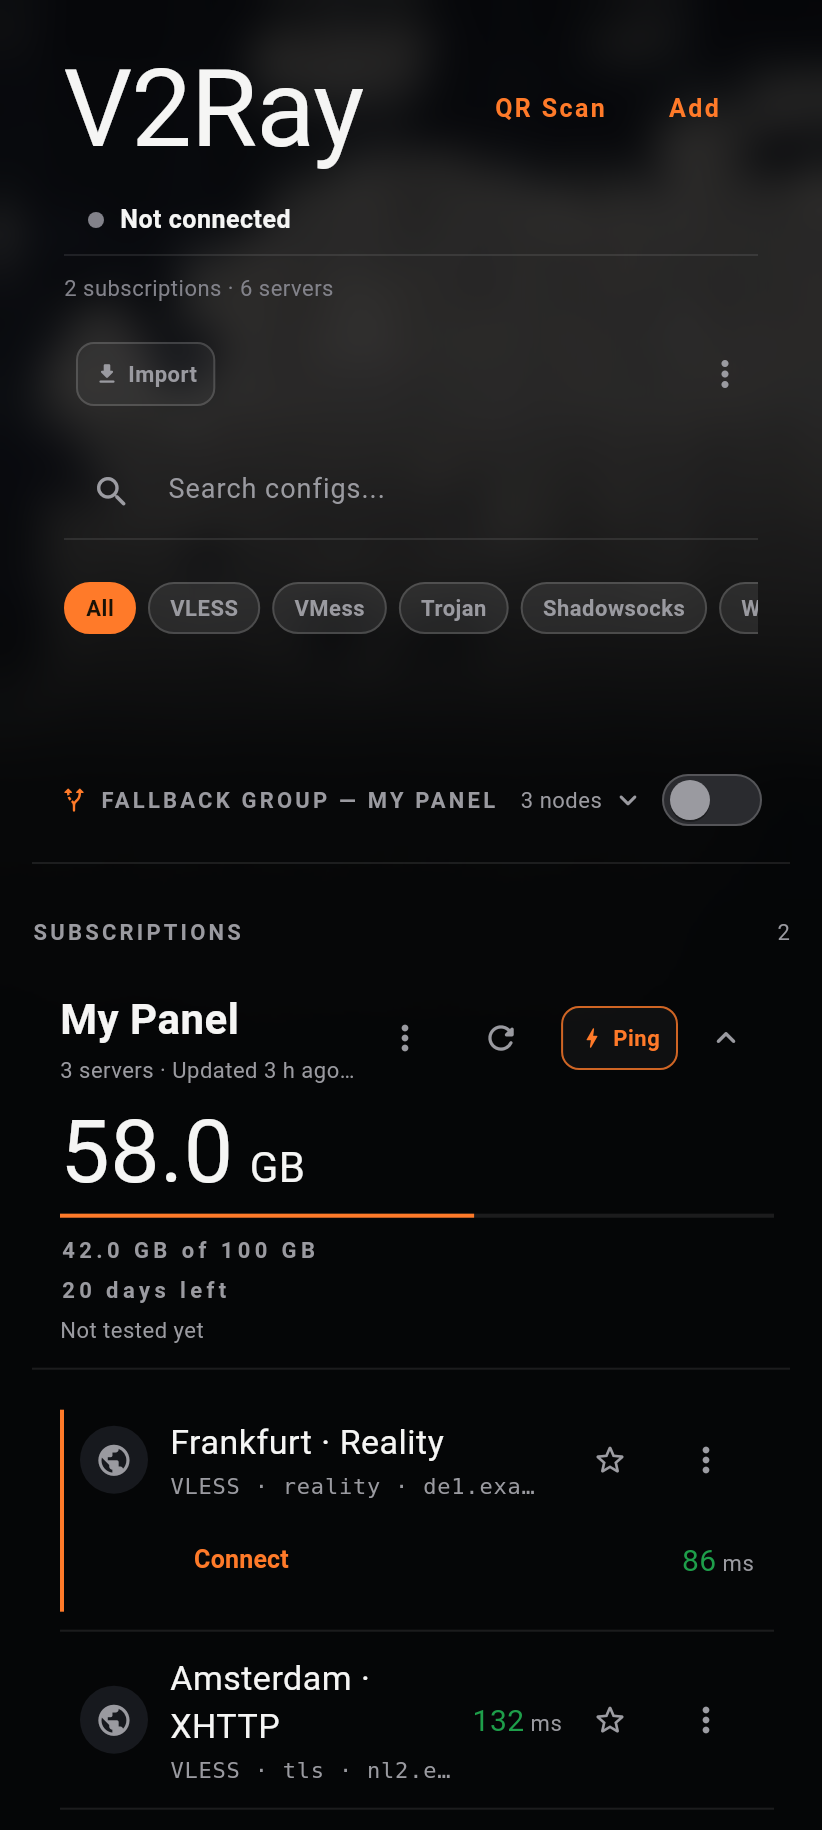 V2Ray
QR Scan
Add
Not connected
2 subscriptions · 6 servers
Import
Search configs...
All
VLESS
VMess
Trojan
Shadowsocks
W
FALLBACK GROUP — MY PANEL
3 nodes
SUBSCRIPTIONS
2
My Panel
3 servers · Updated 3 h ago…
Ping
58.0 GB
42.0 GB of 100 GB
20 days left
Not tested yet
Frankfurt · Reality
VLESS · reality · de1.exa…
Connect
86 ms
Amsterdam ·
XHTTP
132 ms
VLESS · tls · nl2.e…